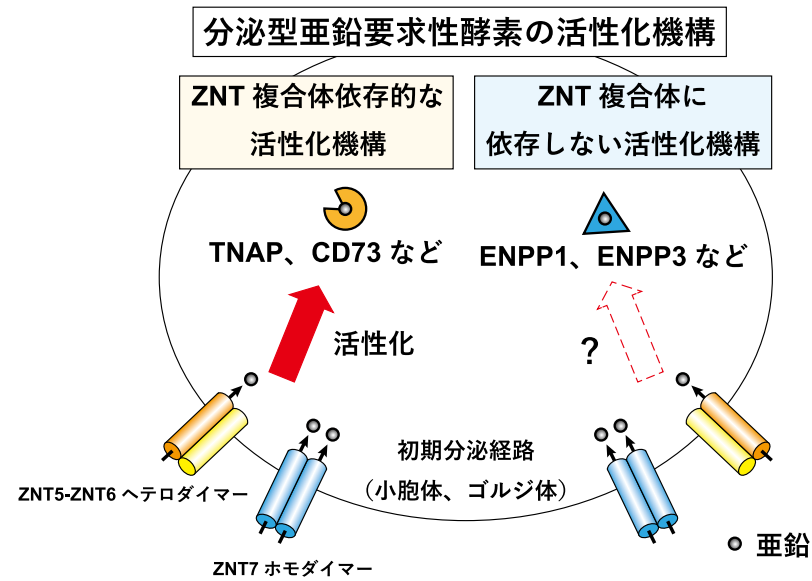 分泌型亜鉛要求性酵素の活性化機構
ZNT 複合体依存的な
活性化機構
ZNT 複合体に
依存しない活性化機構
TNAP、CD73 など
ENPP1、ENPP3 など
活性化
?
初期分泌経路
（小胞体、ゴルジ体）
ZNT5-ZNT6 ヘテロダイマー
ZNT7 ホモダイマー
亜鉛